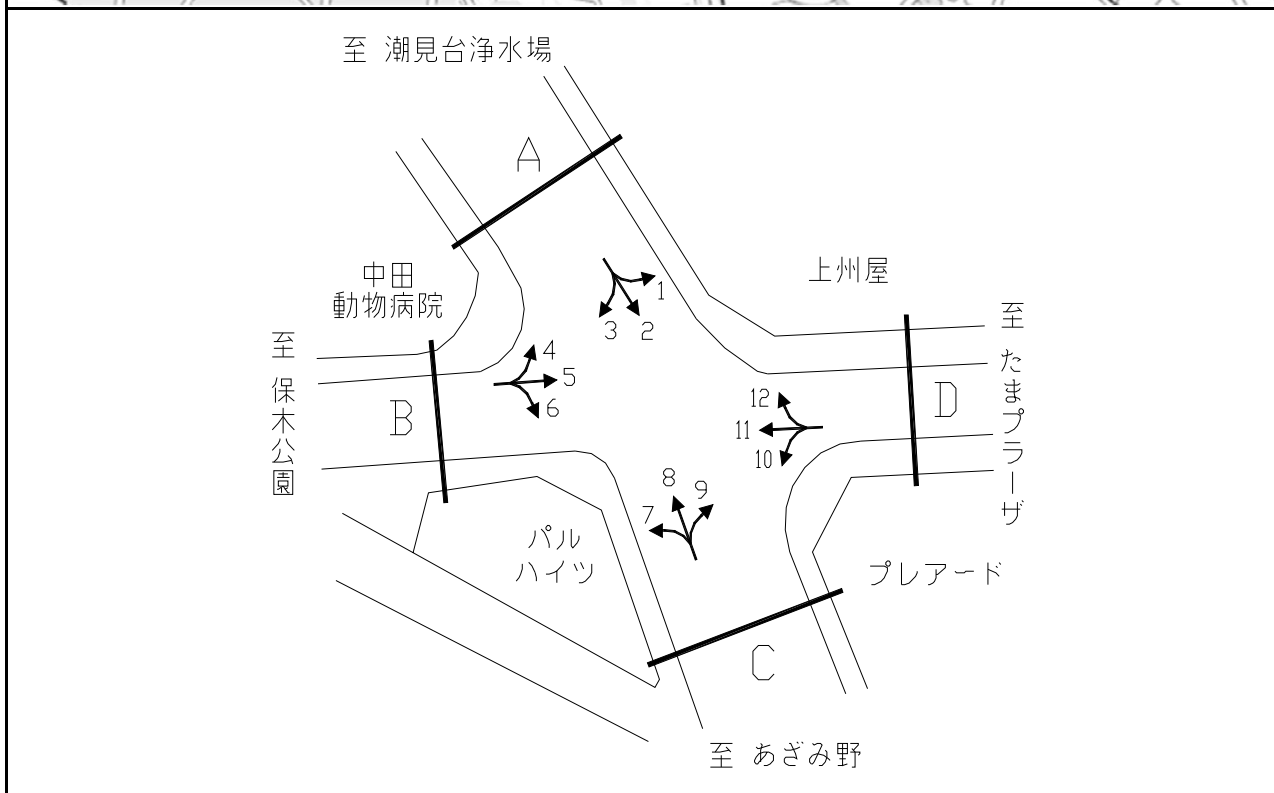 至 潮見台浄水場
A
中田
動物病院
上州屋
至 保木公園
至 たまプラーザ
1
2
3
4
5
6
B
D
12
11
10
8
9
7
パル
ハイツ
プレアード
C
至 あざみ野